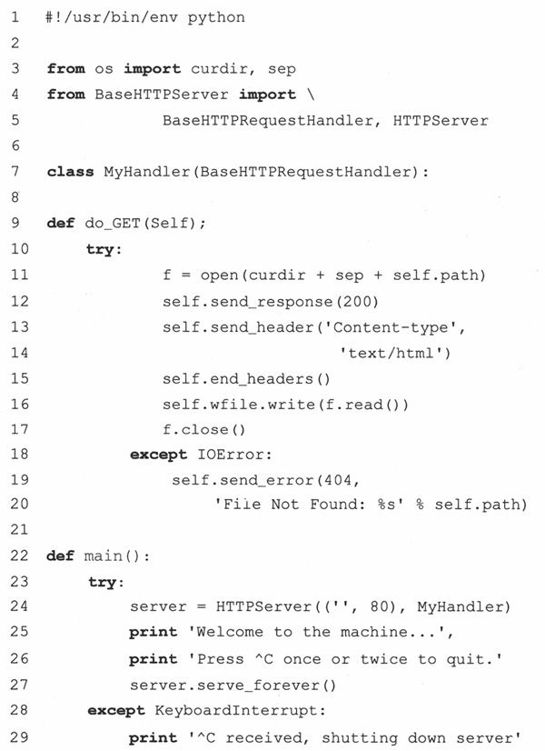 1 #!/usr/bin/env python
2
3 from os import curdir, sep
4 from BaseHTTPServer import \
5 BaseHTTPRequestHandler, HTTPServer
6
7 class MyHandler(BaseHTTPRequestHandler):
8
9 def do_GET(Self);
10 try:
11 f = open(curdir + sep + self.path)
12 self.send_response(200)
13 self.send_header('Content-type',
14 'text/html')
15 self.end_headers()
16 self.wfile.write(f.read())
17 f.close()
18 except IOError:
19 self.send_error(404,
20 'File Not Found: %s' % self.path)
21
22 def main():
23 try:
24 server = HTTPServer(('', 80), MyHandler)
25 print 'Welcome to the machine...',
26 print 'Press ^C once or twice to quit.'
27 server.serve_forever()
28 except KeyboardInterrupt:
29 print '^C received, shutting down server'